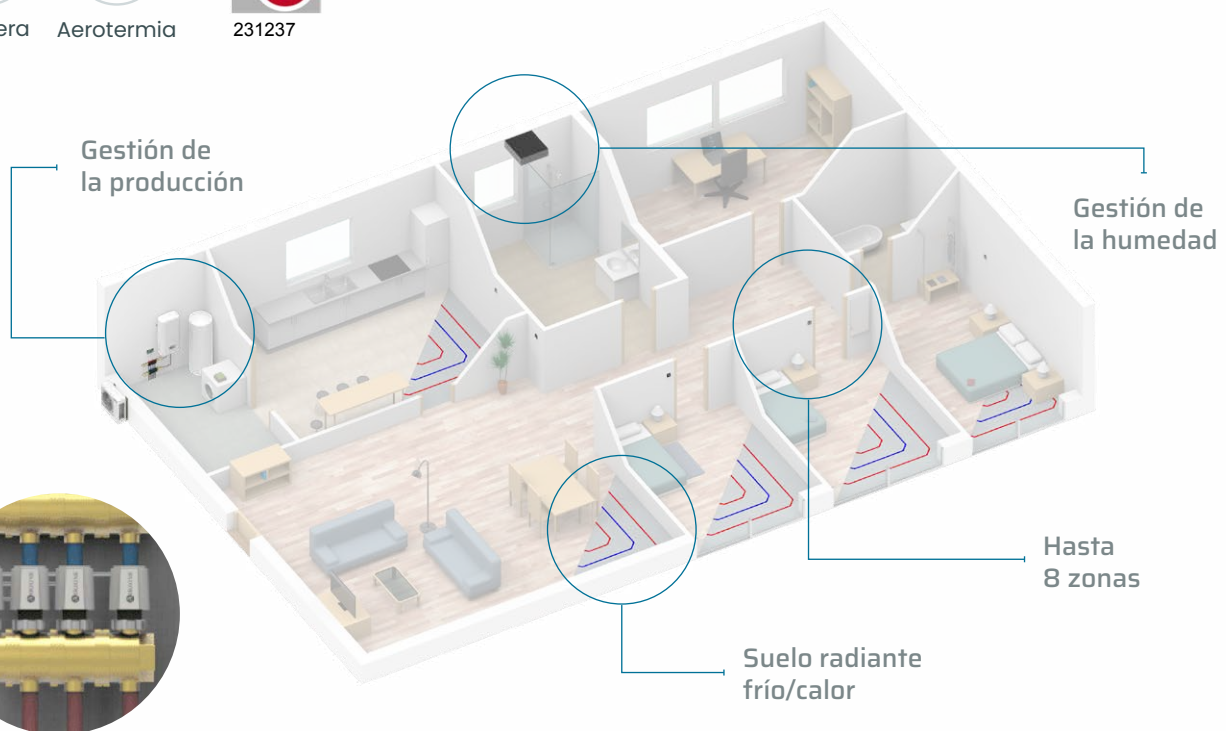 era
Aerotermia
231237
Gestión de
la producción
Gestión de
la humedad
Hasta
8 zonas
Suelo radiante
frío/calor